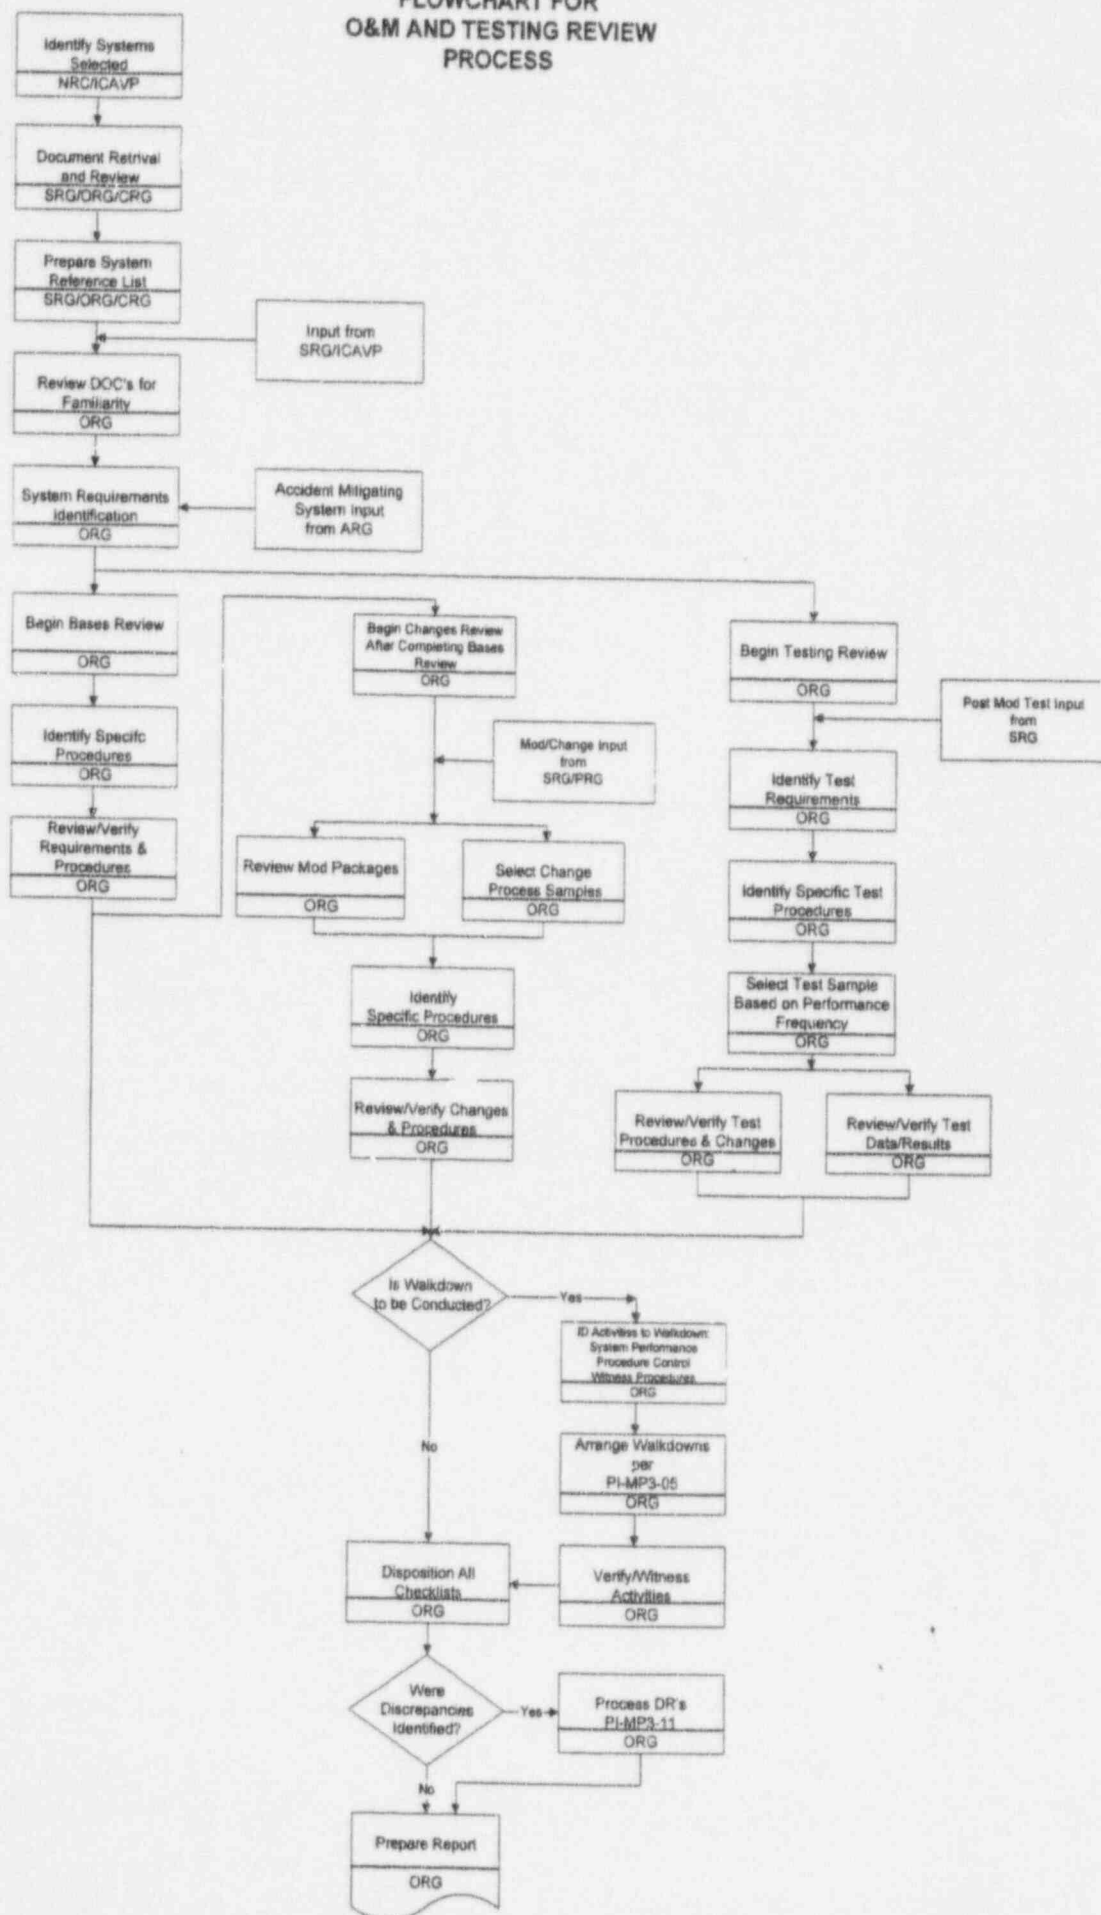 FLOWCHART FOR
O&M AND TESTING REVIEW
PROCESS
Identify Systems
Selected
NRC/ICAVP
Document Retrival
and Review
SRG/ORG/CRG
Prepare System
Reference List
SRG/ORG/CRG
Input from
SRG/ICAVP
Review DOC's for
Familiarity
ORG
System Requirements
Identification
ORG
Accident Mitigating
System Input
from ARG
Begin Bases Review
ORG
Begin Changes Review
After Completing Bases
Review
ORG
Begin Testing Review
ORG
Post Mod Test Input
from
SRG
Identify Specifc
Procedures
ORG
Mod/Change Input
from
SRG/PRG
Identify Test
Requirements
ORG
Review/Verify
Requirements &
Procedures
ORG
Review Mod Packages
ORG
Select Change
Process Samples
ORG
Identify Specific Test
Procedures
ORG
Identify
Specific Procedures
ORG
Select Test Sample
Based on Performance
Frequency
ORG
Review/Verify Changes
& Procedures
ORG
Review/Verify Test
Procedures & Changes
ORG
Review/Verify Test
Data/Results
ORG
Is Walkdown
to be Conducted?
Yes
ID Activities to Walkdown:
System Performance
Procedure Control
Witness Procedures
ORG
No
Arrange Walkdowns
per
PI-MP3-05
ORG
Disposition All
Checklists
ORG
Verify/Witness
Activities
ORG
Were
Discrepancies
Identified?
Yes
Process DR's
PI-MP3-11
ORG
No
Prepare Report
ORG